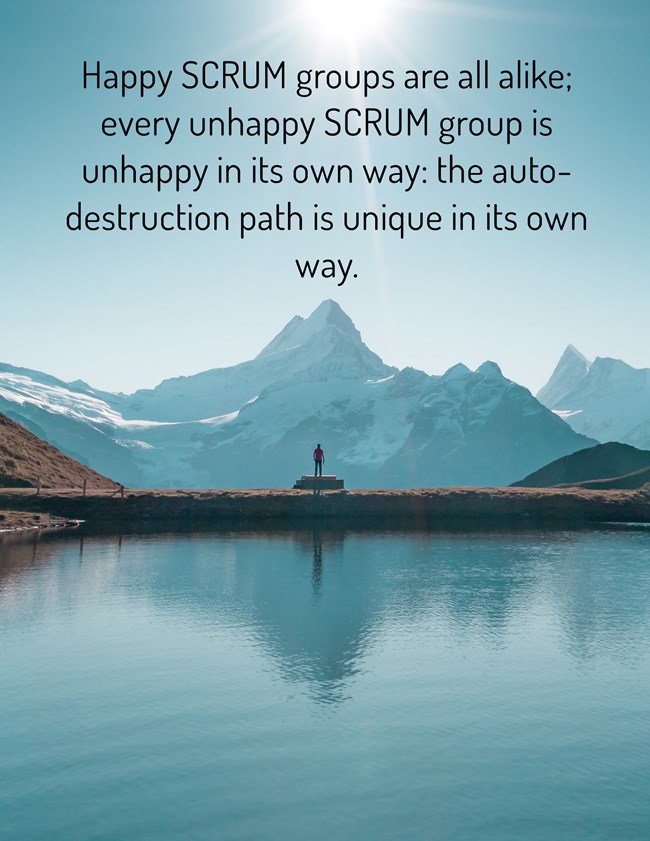 Happy SCRUM groups are all alike;
every unhappy SCRUM group is
unhappy in its own way: the auto-
destruction path is unique in its own
way.